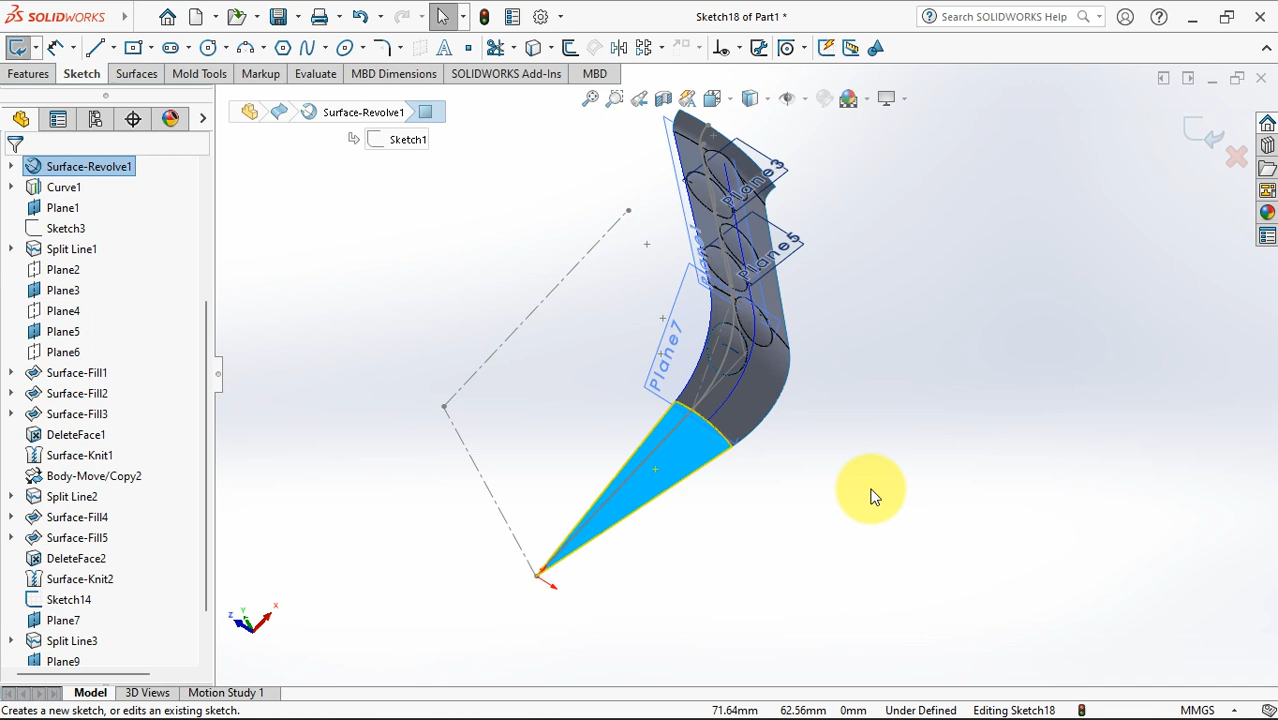 SOLIDWORKS
Sketch18 of Part1 *
Search SOLIDWORKS Help
Features
Sketch
Surfaces
Mold Tools
Markup
Evaluate
MBD Dimensions
SOLIDWORKS Add-Ins
MBD
Surface-Revolve1
Sketch1
Surface-Revolve1
Curve1
Plane1
Sketch3
Split Line1
Plane2
Plane3
Plane4
Plane5
Plane6
Surface-Fill1
Surface-Fill2
Surface-Fill3
DeleteFace1
Surface-Knit1
Body-Move/Copy2
Split Line2
Surface-Fill4
Surface-Fill5
DeleteFace2
Surface-Knit2
Sketch14
Plane7
Split Line3
Plane9
Plane3
Plane5
Plane7
X
Y
Z
Model
3D Views
Motion Study 1
Creates a new sketch, or edits an existing sketch.
71.64mm
62.56mm
0mm
Under Defined
Editing Sketch18
MMGS